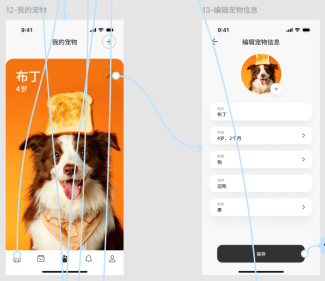 12-我的宠物
9:41
我的宠物
布丁
4岁
13-编辑宠物信息
9:41
编辑宠物信息
布丁
4岁，2个月
狗
边牧
男
保存